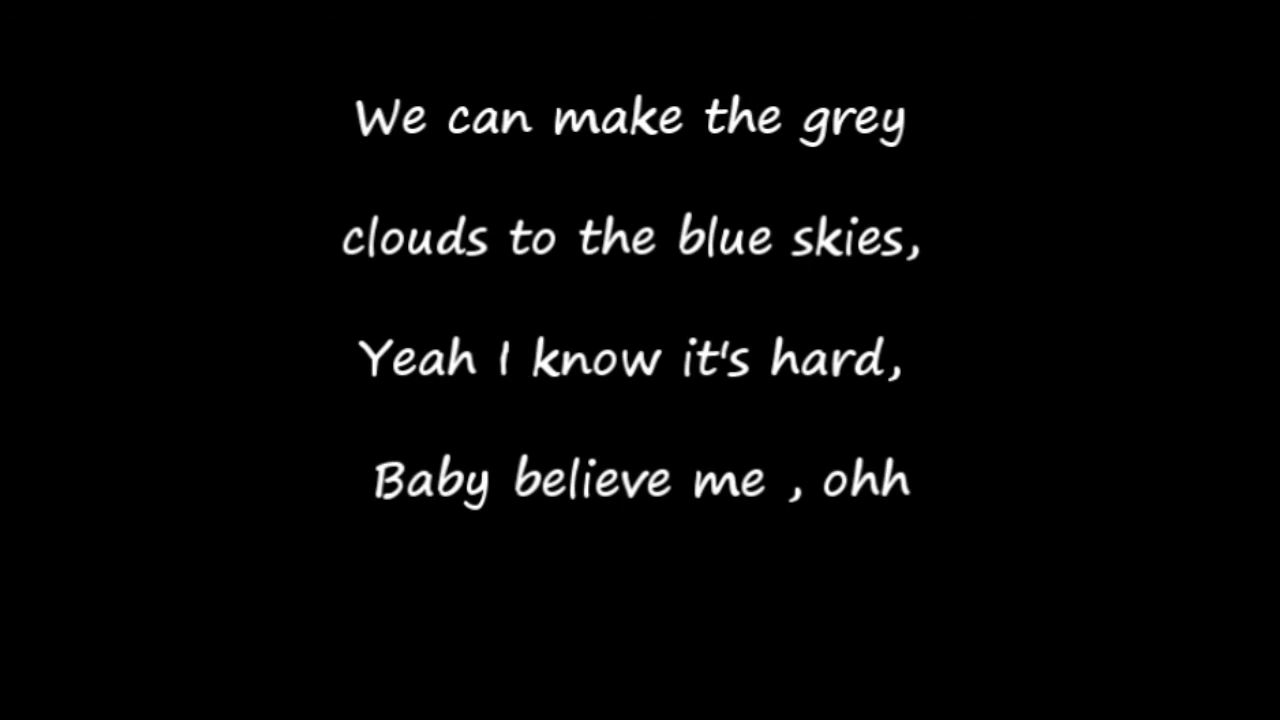 We can make the grey
clouds to the blue skies,
Yeah I know it's hard,
Baby believe me , ohh